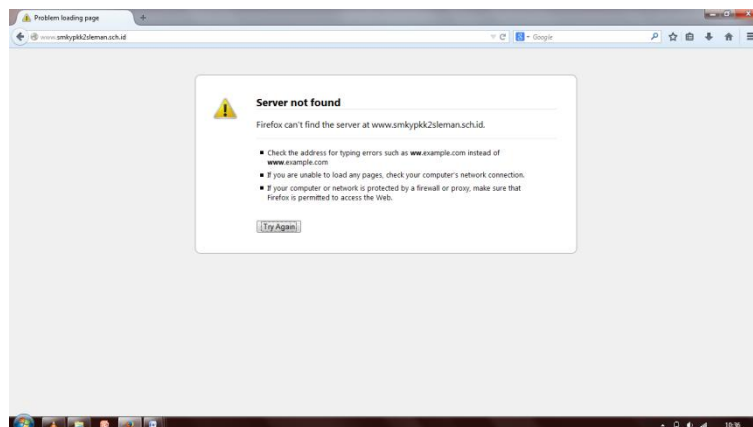 Problem loading page
www.smkypkk2sleman.sch.id
Google
Server not found
Firefox can't find the server at www.smkypkk2sleman.sch.id.
Check the address for typing errors such as ww.example.com instead of
www.example.com
If you are unable to load any pages, check your computer's network connection.
If your computer or network is protected by a firewall or proxy, make sure that
Firefox is permitted to access the Web.
Try Again
10:36